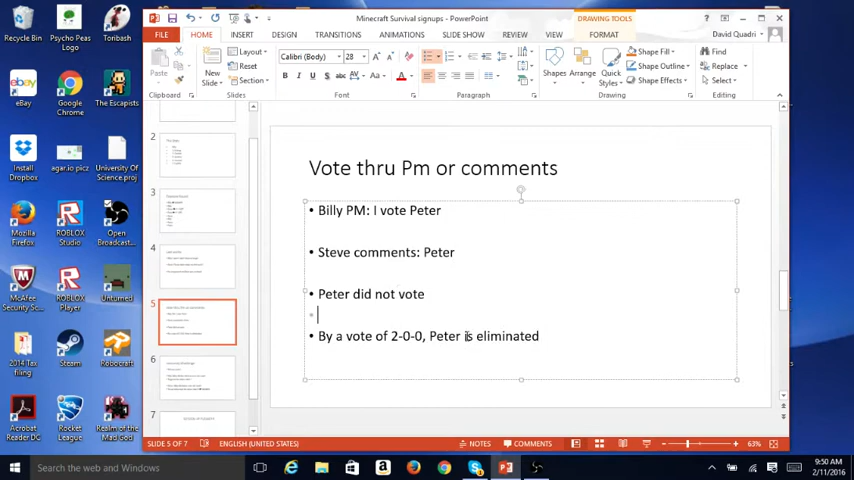 Recycle Bin
Psycho Peas Logo
Toribash
eBay
Google Chrome
The Escapists
Install Dropbox
agar.io picz
University Of Science.proj
Mozilla Firefox
ROBLOX Studio
Open Broadcast...
McAfee Security Sc...
ROBLOX Player
Unturned
2014 Tax filing
Steam
Roadmap...
Acrobat Reader DC
Rocket League
Realm of the Mad God
Minecraft Survival signups - PowerPoint
DRAWING TOOLS
FILE HOME INSERT DESIGN TRANSITIONS ANIMATIONS SLIDE SHOW REVIEW VIEW FORMAT
David Quadri
Paste
New Slide
Layout
Reset
Section
Calibri (Body) 28
Shapes Arrange Quick Styles
Shape Fill
Shape Outline
Shape Effects
Find
Replace
Select
Clipboard Slides Font Paragraph Drawing Editing
2
3
4
5
6
7
Vote thru Pm or comments
• Billy PM: I vote Peter
• Steve comments: Peter
• Peter did not vote
• By a vote of 2-0-0, Peter is eliminated
SLIDE 5 OF 7 ENGLISH (UNITED STATES) NOTES COMMENTS 63%
Search the web and Windows
9:50 AM
2/11/2016